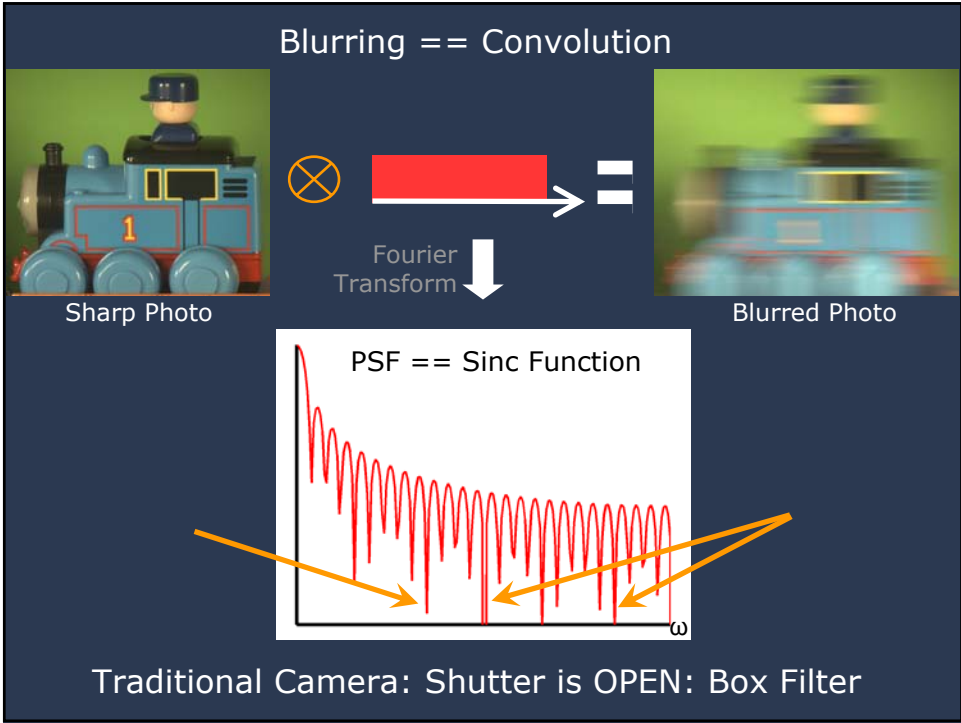 Blurring == Convolution
1
Fourier
Transform
Sharp Photo
Blurred Photo
PSF == Sinc Function
ω
Traditional Camera: Shutter is OPEN: Box Filter